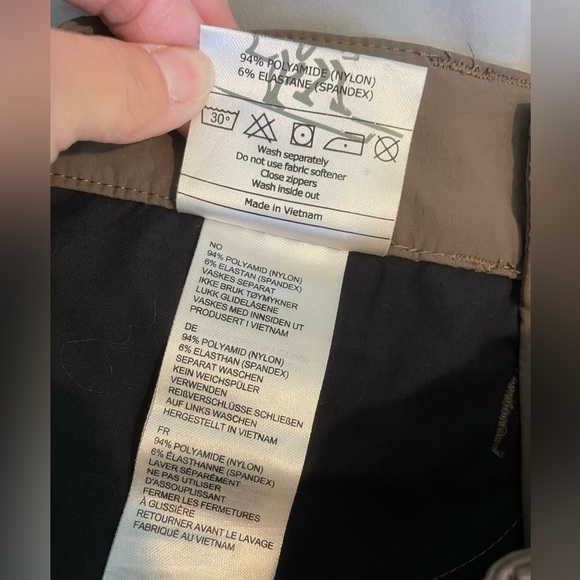 94% POLYAMIDE (NYLON)
6% ELASTANE (SPANDEX)
30°
Wash separately
Do not use fabric softener
Close zippers
Wash inside out
Made in Vietnam
NO
94% POLYAMID (NYLON)
6% ELASTAN (SPANDEX)
VASKES SEPARAT
IKKE BRUK TØYMYKNER
LUKK GLIDELÅSENE
VASKES MED INNSIDEN UT
PRODUSERT I VIETNAM
DE
94% POLYAMID (NYLON)
6% ELASTHAN (SPANDEX)
SEPARAT WASCHEN
KEIN WEICHSPÜLER
VERWENDEN
REIßVERSCHLÜSSE SCHLIEßEN
AUF LINKS WASCHEN
HERGESTELLT IN VIETNAM
FR
94% POLYAMIDE (NYLON)
6% ÉLASTHANNE (SPANDEX)
LAVER SÉPARÉMENT
NE PAS UTILISER
D'ASSOUPLISSANT
FERMER LES FERMETURES
À GLISSIÈRE
RETOURNER AVANT LE LAVAGE
FABRIQUÉ AU VIETNAM